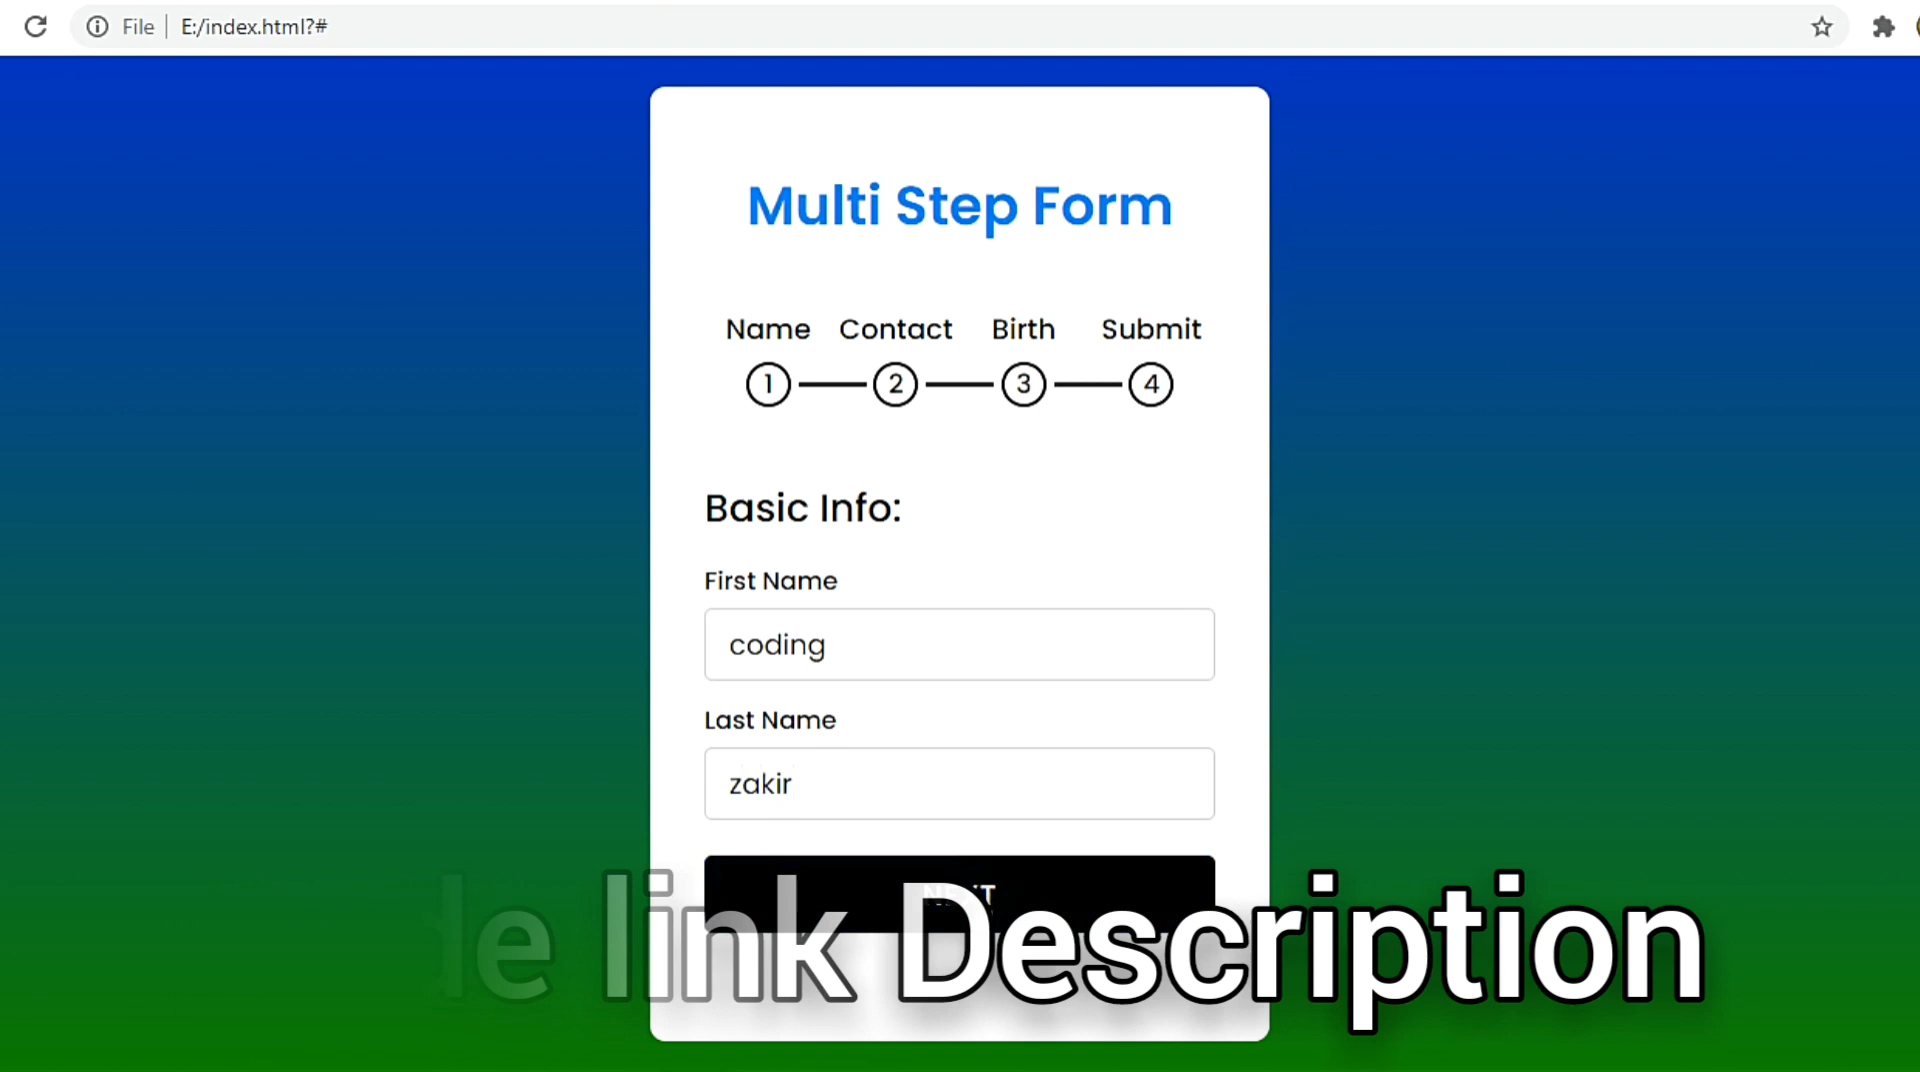 File E:/index.html?#
Multi Step Form
Name Contact Birth Submit
1 2 3 4
Basic Info:
First Name
coding
Last Name
zakir
NEXT
link Description